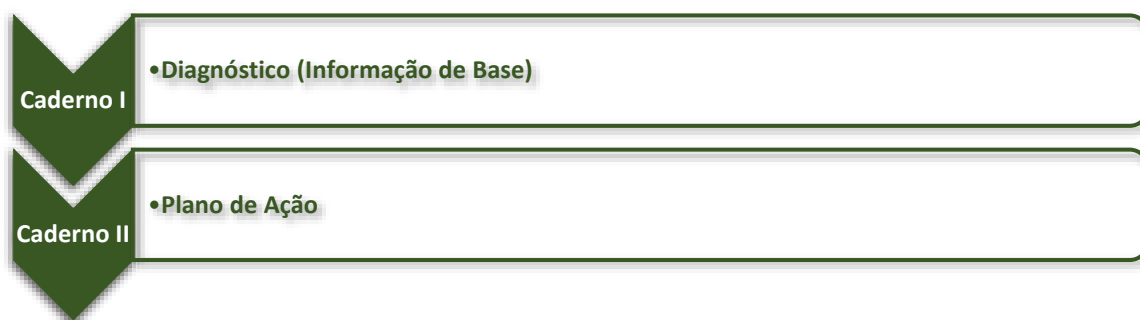 Caderno I
•Diagnóstico (Informação de Base)
Caderno II
•Plano de Ação